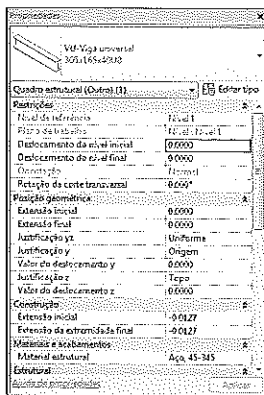 Propriedades
VU-Viga universal
305x165x40UB
Quadro estrutural (Outro) (1)
Editar tipo
Restrições
Nível de referência Nível 1
Plano de trabalho Nível : Nível 1
Deslocamento do nível inicial 0.0000
Deslocamento do nível final 0.0000
Orientação Normal
Rotação da corte transversal 0.000°
Posição geométrica
Extensão inicial 0.0000
Extensão final 0.0000
Justificação yz Uniforme
Justificação y Origem
Valor do deslocamento y 0.0000
Justificação z Topo
Valor do deslocamento z 0.0000
Construção
Extensão inicial -0.0127
Extensão da extremidade final -0.0127
Materiais e acabamentos
Material estrutural Aço, 45-345
Estrutural
Ajuda de propriedades
Aplicar